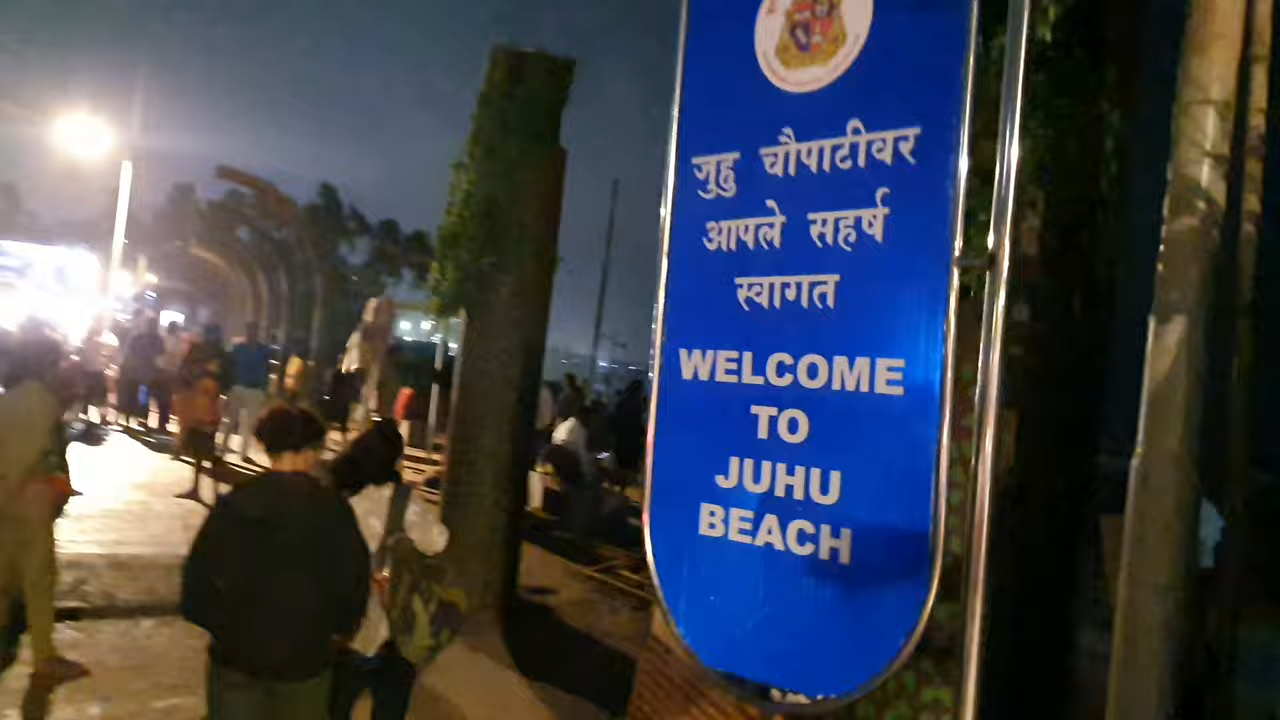 जुहु चौपाटीवर
आपले सहर्ष
स्वागत
WELCOME
TO
JUHU
BEACH